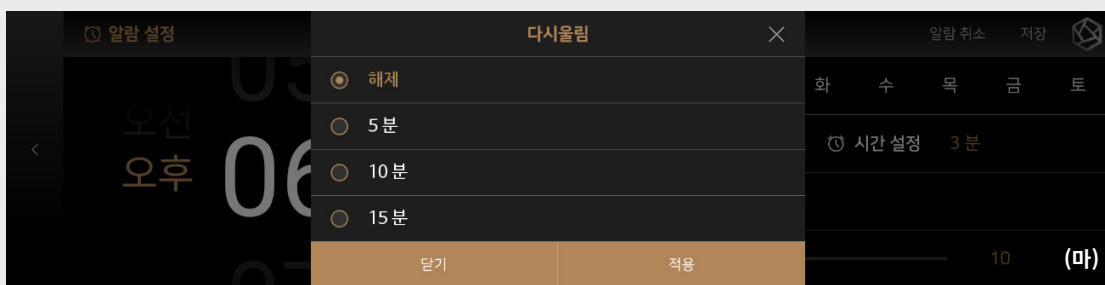 알람 설정
다시울림
알람 취소 저장
05
해제
화 수 목 금 토
오전
5 분
시간 설정 3 분
오후
06
10 분
15 분
닫기 적용
10
(마)
07